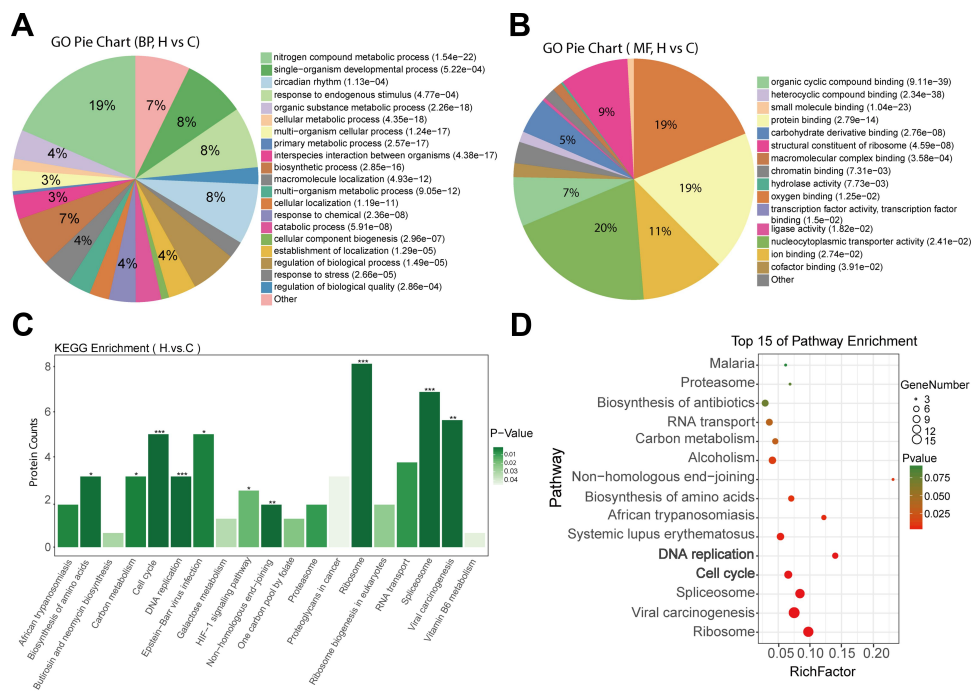 A
GO Pie Chart (BP, H vs C)
19%
7%
8%
8%
8%
4%
4%
4%
7%
3%
3%
4%
nitrogen compound metabolic process (1.54e−22)
single−organism developmental process (5.22e−04)
circadian rhythm (1.13e−04)
response to endogenous stimulus (4.77e−04)
organic substance metabolic process (2.26e−18)
cellular metabolic process (4.35e−18)
multi−organism cellular process (1.24e−17)
primary metabolic process (2.57e−17)
interspecies interaction between organisms (4.38e−17)
biosynthetic process (2.85e−16)
macromolecule localization (4.93e−12)
multi−organism metabolic process (9.05e−12)
cellular localization (1.19e−11)
response to chemical (2.36e−08)
catabolic process (5.91e−08)
cellular component biogenesis (2.96e−07)
establishment of localization (1.29e−05)
regulation of biological process (1.49e−05)
response to stress (2.66e−05)
regulation of biological quality (2.86e−04)
Other
B
GO Pie Chart ( MF, H vs C)
9%
19%
5%
19%
7%
20%
11%
organic cyclic compound binding (9.11e−39)
heterocyclic compound binding (2.34e−38)
small molecule binding (1.04e−23)
protein binding (2.79e−14)
carbohydrate derivative binding (2.76e−08)
structural constituent of ribosome (4.59e−08)
macromolecular complex binding (3.58e−04)
chromatin binding (7.31e−03)
hydrolase activity (7.73e−03)
oxygen binding (1.25e−02)
transcription factor activity, transcription factor
binding (1.5e−02)
ligase activity (1.82e−02)
nucleocytoplasmic transporter activity (2.41e−02)
ion binding (2.74e−02)
cofactor binding (3.91e−02)
Other
C
KEGG Enrichment ( H.vs.C )
Protein Counts
8
6
4
2
0
*
*
***
***
*
*
**
***
***
**
African trypanosomiasis
Biosynthesis of amino acids
Butirosin and neomycin biosynthesis
Carbon metabolism
Cell cycle
DNA replication
Epstein−Barr virus infection
Galactose metabolism
HIF−1 signaling pathway
Non−homologous end−joining
One carbon pool by folate
Proteasome
Proteoglycans in cancer
Ribosome
Ribosome biogenesis in eukaryotes
RNA transport
Spliceosome
Viral carcinogenesis
Vitamin B6 metabolism
P−Value
0.01
0.02
0.03
0.04
D
Top 15 of Pathway Enrichment
Pathway
Malaria
Proteasome
Biosynthesis of antibiotics
RNA transport
Carbon metabolism
Alcoholism
Non−homologous end−joining
Biosynthesis of amino acids
African trypanosomiasis
Systemic lupus erythematosus
DNA replication
Cell cycle
Spliceosome
Viral carcinogenesis
Ribosome
0.05 0.10 0.15 0.20
RichFactor
GeneNumber
3
6
9
12
15
Pvalue
0.075
0.050
0.025